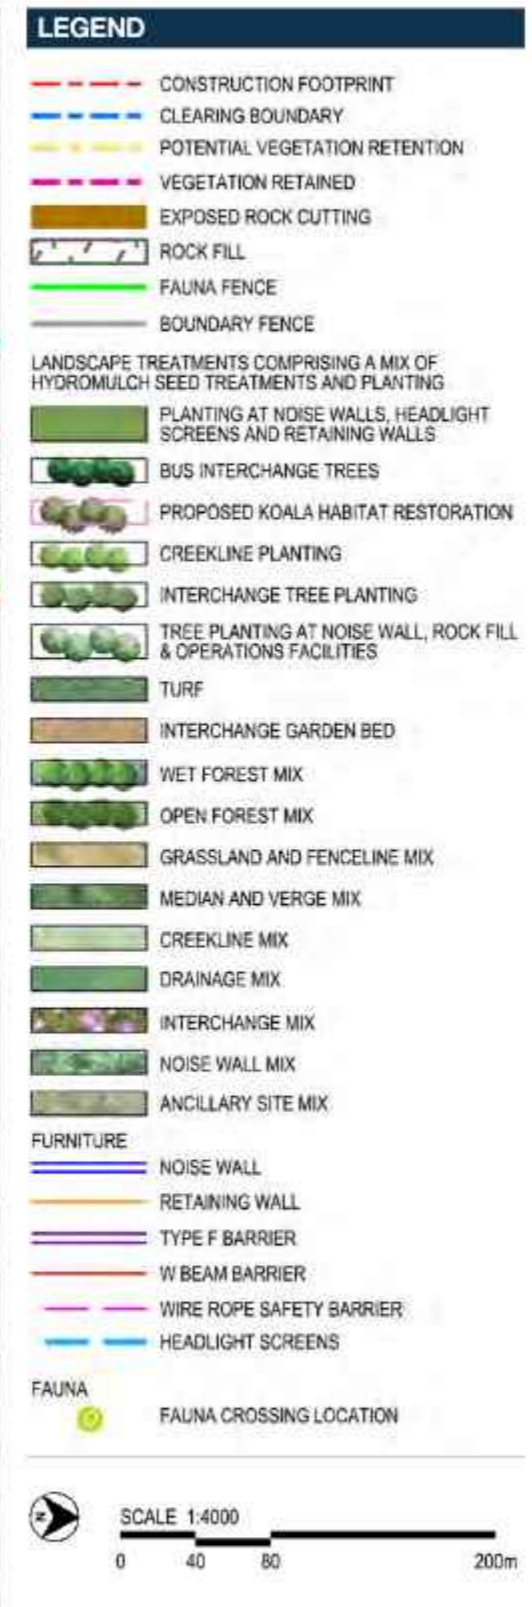 LEGEND
CONSTRUCTION FOOTPRINT
CLEARING BOUNDARY
POTENTIAL VEGETATION RETENTION
VEGETATION RETAINED
EXPOSED ROCK CUTTING
ROCK FILL
FAUNA FENCE
BOUNDARY FENCE
LANDSCAPE TREATMENTS COMPRISING A MIX OF
HYDROMULCH SEED TREATMENTS AND PLANTING
PLANTING AT NOISE WALLS, HEADLIGHT
SCREENS AND RETAINING WALLS
BUS INTERCHANGE TREES
PROPOSED KOALA HABITAT RESTORATION
CREEKLINE PLANTING
INTERCHANGE TREE PLANTING
TREE PLANTING AT NOISE WALL, ROCK FILL
& OPERATIONS FACILITIES
TURF
INTERCHANGE GARDEN BED
WET FOREST MIX
OPEN FOREST MIX
GRASSLAND AND FENCELINE MIX
MEDIAN AND VERGE MIX
CREEKLINE MIX
DRAINAGE MIX
INTERCHANGE MIX
NOISE WALL MIX
ANCILLARY SITE MIX
FURNITURE
NOISE WALL
RETAINING WALL
TYPE F BARRIER
W BEAM BARRIER
WIRE ROPE SAFETY BARRIER
HEADLIGHT SCREENS
FAUNA
FAUNA CROSSING LOCATION
N
SCALE 1:4000
0 40 80 200m